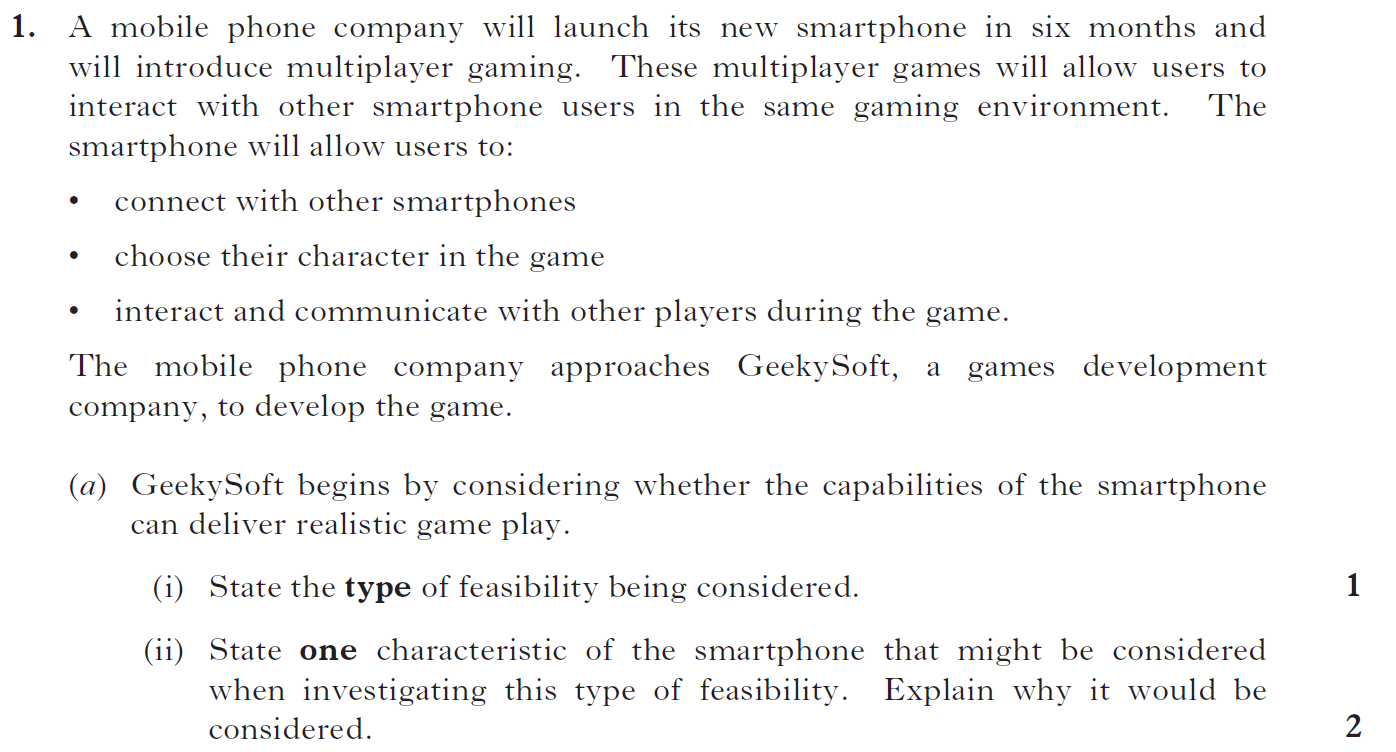 1. A mobile phone company will launch its new smartphone in six months and
will introduce multiplayer gaming. These multiplayer games will allow users to
interact with other smartphone users in the same gaming environment. The
smartphone will allow users to:
• connect with other smartphones
• choose their character in the game
• interact and communicate with other players during the game.
The mobile phone company approaches GeekySoft, a games development
company, to develop the game.
(a) GeekySoft begins by considering whether the capabilities of the smartphone
can deliver realistic game play.
(i) State the type of feasibility being considered. 1
(ii) State one characteristic of the smartphone that might be considered
when investigating this type of feasibility. Explain why it would be
considered. 2